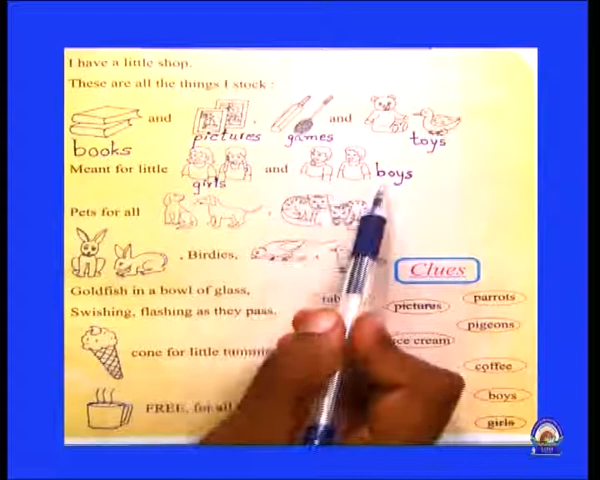 I have a little shop.
These are all the things I stock :
and , and
books pictures games toys
Meant for little and boys
girls
Pets for all ,
. Birdies, ,
Clues
Goldfish in a bowl of glass,
Swishing, flashing as they pass.
pictures parrots
pigeons
cone for little ice cream
coffee
FREE, for all boys
girls